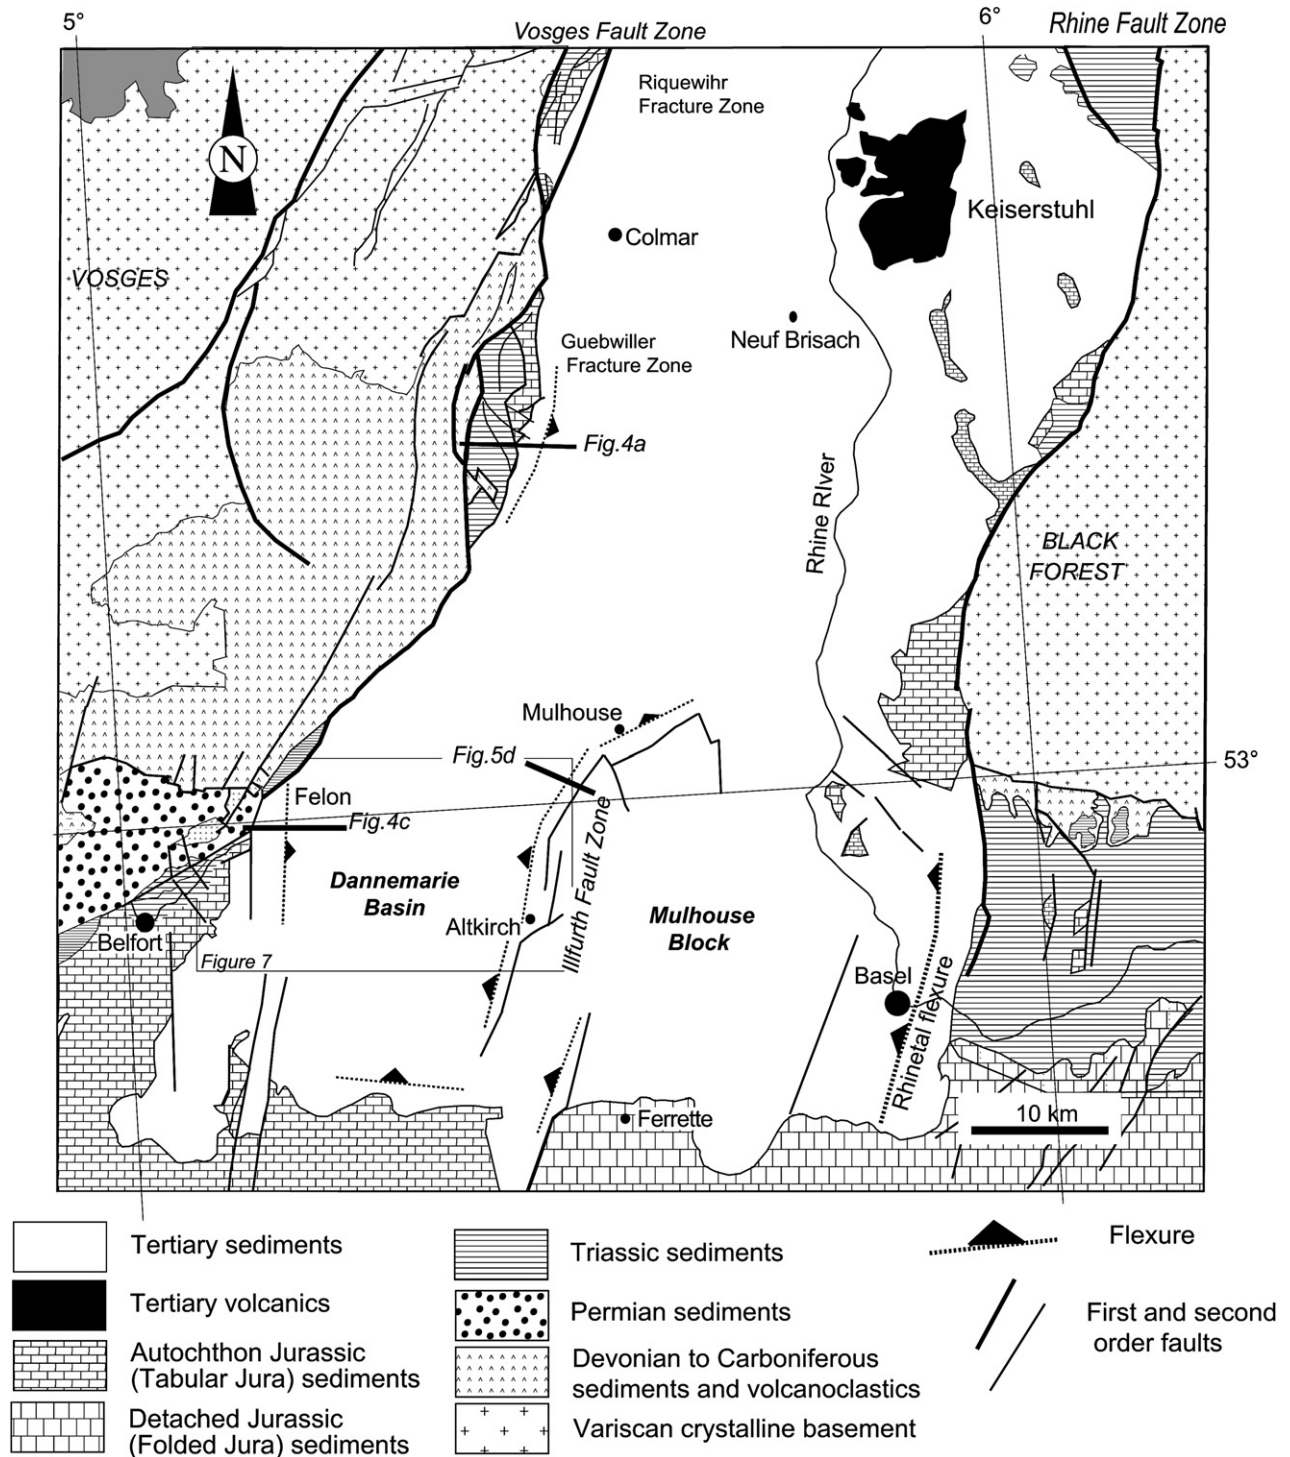 5°
Vosges Fault Zone
6°
Rhine Fault Zone
Riquewihr
Fracture Zone
N
Keiserstuhl
Colmar
VOSGES
Neuf Brisach
Guebwiller
Fracture Zone
Fig.4a
Rhine RIver
BLACK
FOREST
Mulhouse
Fig.5d
53°
Felon
Fig.4c
Dannemarie
Basin
Illfurth Fault Zone
Altkirch
Mulhouse
Block
Belfort
Figure 7
Basel
Rhinetal flexure
Ferrette
10 km
Tertiary sediments
Tertiary volcanics
Autochthon Jurassic
(Tabular Jura) sediments
Detached Jurassic
(Folded Jura) sediments
Triassic sediments
Permian sediments
Devonian to Carboniferous
sediments and volcanoclastics
Variscan crystalline basement
Flexure
First and second
order faults